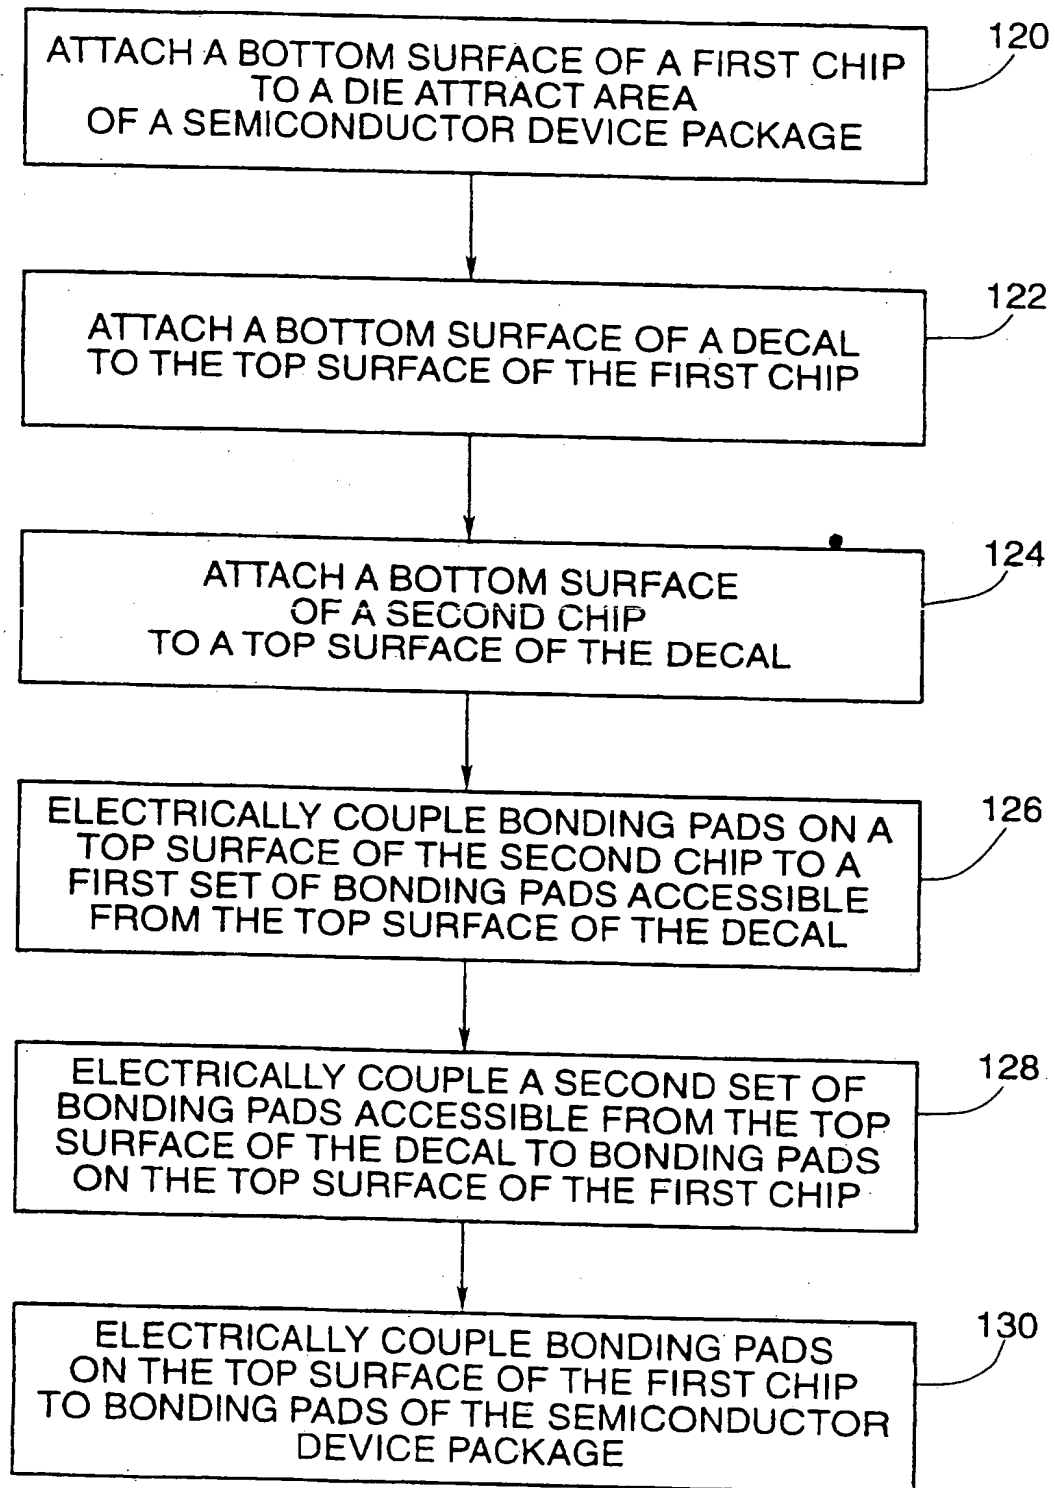 ATTACH A BOTTOM SURFACE OF A FIRST CHIP
TO A DIE ATTRACT AREA
OF A SEMICONDUCTOR DEVICE PACKAGE
120
ATTACH A BOTTOM SURFACE OF A DECAL
TO THE TOP SURFACE OF THE FIRST CHIP
122
ATTACH A BOTTOM SURFACE
OF A SECOND CHIP
TO A TOP SURFACE OF THE DECAL
124
ELECTRICALLY COUPLE BONDING PADS ON A
TOP SURFACE OF THE SECOND CHIP TO A
FIRST SET OF BONDING PADS ACCESSIBLE
FROM THE TOP SURFACE OF THE DECAL
126
ELECTRICALLY COUPLE A SECOND SET OF
BONDING PADS ACCESSIBLE FROM THE TOP
SURFACE OF THE DECAL TO BONDING PADS
ON THE TOP SURFACE OF THE FIRST CHIP
128
ELECTRICALLY COUPLE BONDING PADS
ON THE TOP SURFACE OF THE FIRST CHIP
TO BONDING PADS OF THE SEMICONDUCTOR
DEVICE PACKAGE
130